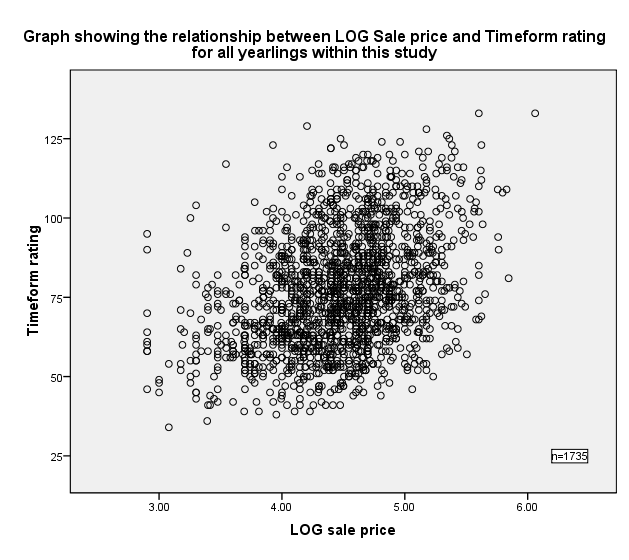 Graph showing the relationship between LOG Sale price and Timeform rating
for all yearlings within this study
Timeform rating
125
100
75
50
25
n=1735
3.00 4.00 5.00 6.00
LOG sale price